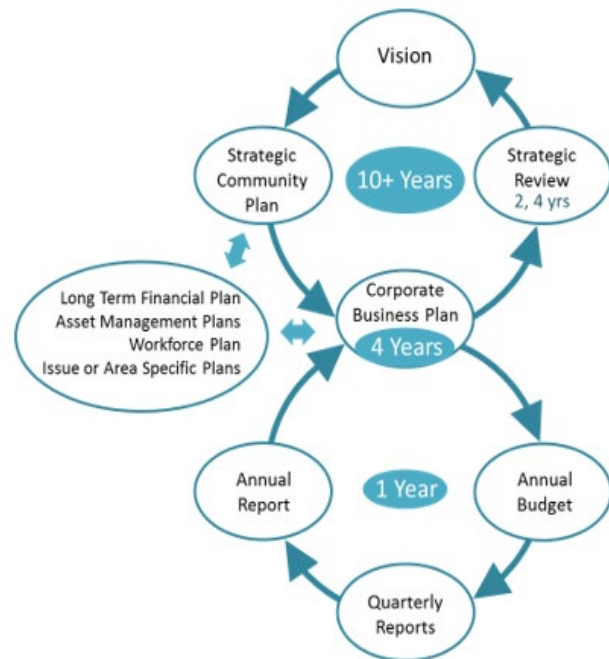 Vision
Strategic
Community
Plan
10+ Years
Strategic
Review
2, 4 yrs
Long Term Financial Plan
Asset Management Plans
Workforce Plan
Issue or Area Specific Plans
Corporate
Business Plan
4 Years
Annual
Report
1 Year
Annual
Budget
Quarterly
Reports